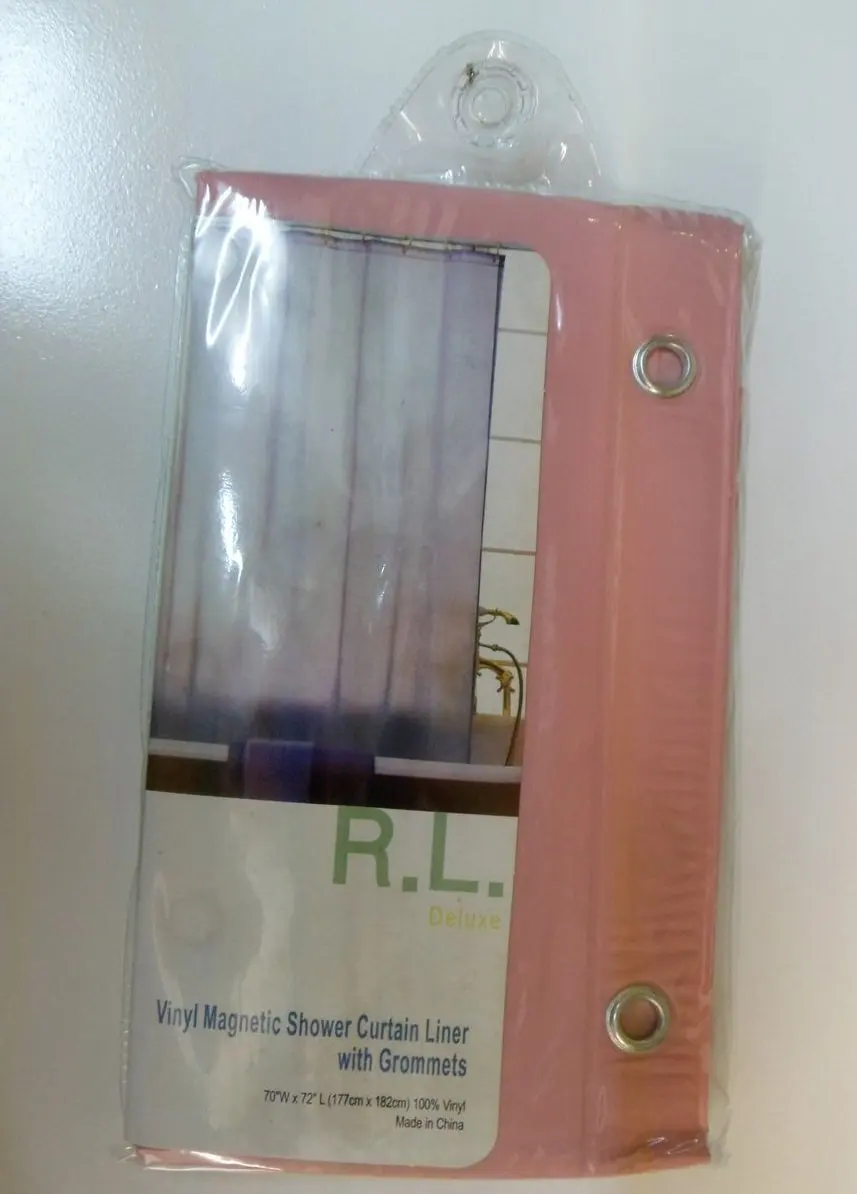 R.L.
Deluxe
Vinyl Magnetic Shower Curtain Liner
with Grommets
70"W x 72" L (177cm x 182cm) 100% Vinyl
Made in China